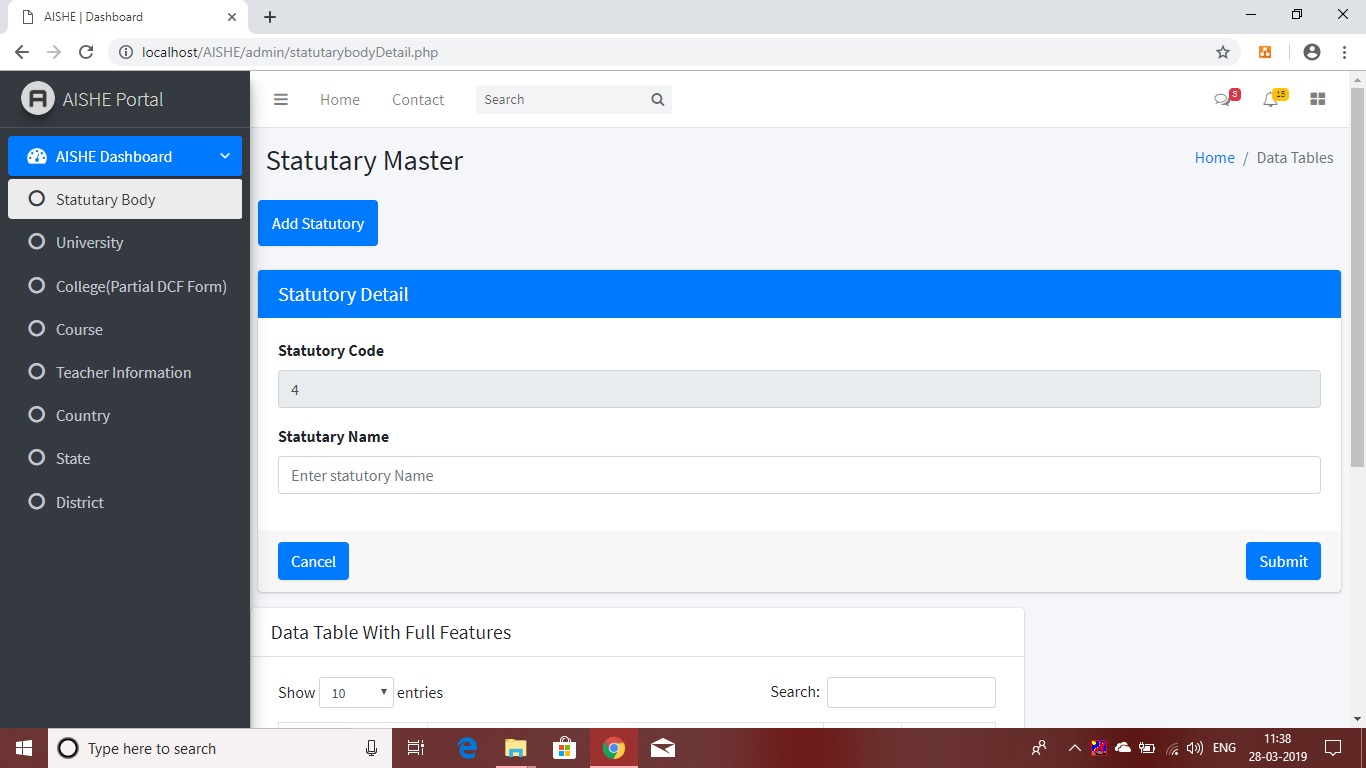 AISHE | Dashboard
localhost/AISHE/admin/statutarybodyDetail.php
AISHE Portal
Home
Contact
Search
3
15
AISHE Dashboard
Statutary Body
University
College(Partial DCF Form)
Course
Teacher Information
Country
State
District
Statutary Master
Home / Data Tables
Add Statutory
Statutory Detail
Statutory Code
4
Statutary Name
Enter statutory Name
Cancel
Submit
Data Table With Full Features
Show 10 entries
Search:
Type here to search
ENG
11:38
28-03-2019